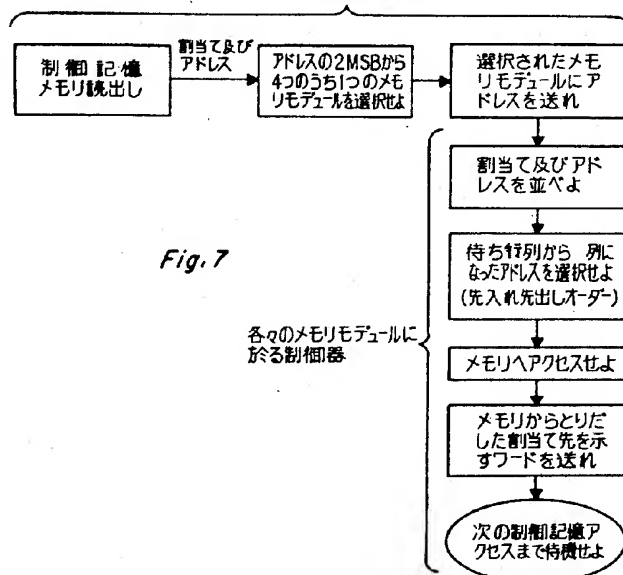 制御記憶
メモリ読出し
割当て及び
アドレス
アドレスの2MSBから
4つのうち1つのメモ
リモデュールを選択せよ
選択されたメモ
リモデュールにア
ドレスを送れ
割当て及びアド
レスを並べよ
待ち行列から 列に
なったアドレスを選択せよ
(先入れ先出しオーダー)
メモリへアクセスせよ
メモリからとりだ
した割当て先を示
すワードを送れ
次の制御記憶ア
クセスまで待機せよ
Fig.7
各々のメモリモデュールに
於る制御器